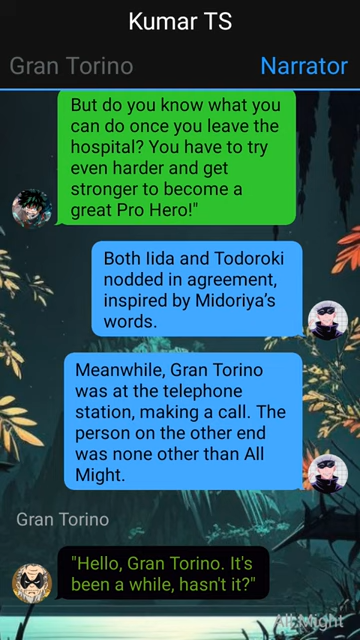 Kumar TS
Gran Torino
Narrator
But do you know what you
can do once you leave the
hospital? You have to try
even harder and get
stronger to become a
great Pro Hero!"
Both Iida and Todoroki
nodded in agreement,
inspired by Midoriya's
words.
Meanwhile, Gran Torino
was at the telephone
station, making a call. The
person on the other end
was none other than All
Might.
Gran Torino
"Hello, Gran Torino. It's
been a while, hasn't it?"
All Might